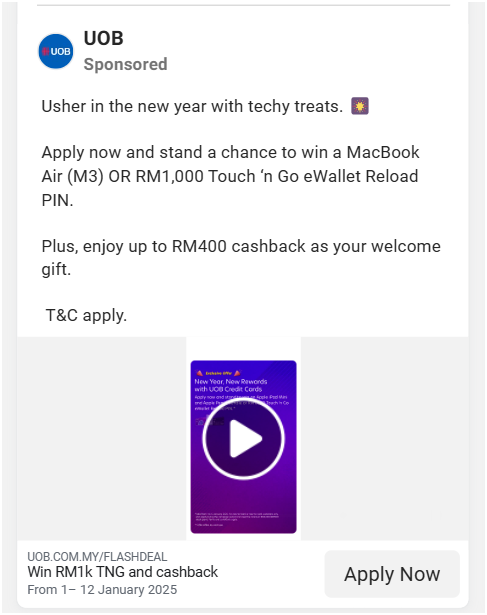 UOB
UOB
Sponsored
Usher in the new year with techy treats.
Apply now and stand a chance to win a MacBook
Air (M3) OR RM1,000 Touch ‘n Go eWallet Reload
PIN.
Plus, enjoy up to RM400 cashback as your welcome
gift.
T&C apply.
Exclusive Offer
New Year, New Rewards
with UOB Credit Cards
UOB.COM.MY/FLASHDEAL
Win RM1k TNG and cashback
From 1– 12 January 2025
Apply Now